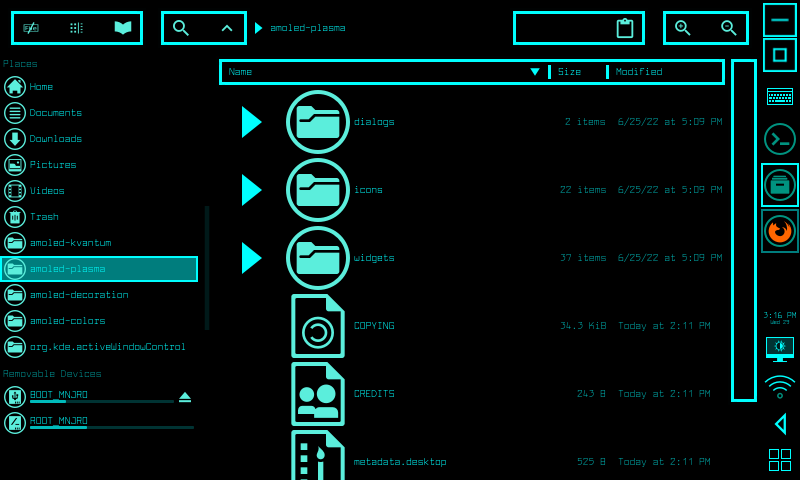 amoled-plasma
Places
Home
Documents
Downloads
Pictures
Videos
Trash
amoled-kvantum
amoled-plasma
amoled-decoration
amoled-colors
org.kde.activeWindowControl
Removable Devices
BOOT_MNJRO
ROOT_MNJRO
Name Size Modified
dialogs 2 items 6/25/22 at 5:09 PM
icons 22 items 6/25/22 at 5:09 PM
widgets 37 items 6/25/22 at 5:09 PM
COPYING 34.3 KiB Today at 2:11 PM
CREDITS 243 B Today at 2:11 PM
metadata.desktop 525 B Today at 2:11 PM
3:16 PM
Wed 29